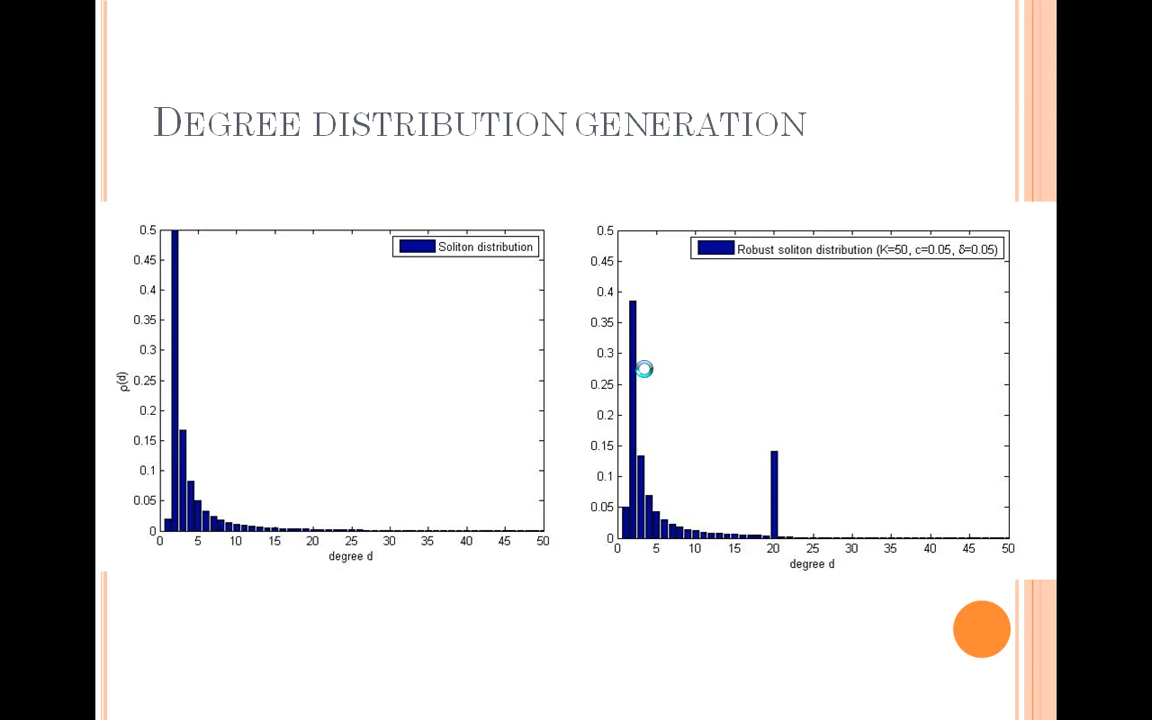 DEGREE DISTRIBUTION GENERATION
0.5
0.45
0.4
0.35
0.3
0.25
0.2
0.15
0.1
0.05
0
ρ(d)
Soliton distribution
0 5 10 15 20 25 30 35 40 45 50
degree d
0.5
0.45
0.4
0.35
0.3
0.25
0.2
0.15
0.1
0.05
0
Robust soliton distribution (K=50, c=0.05, δ=0.05)
0 5 10 15 20 25 30 35 40 45 50
degree d